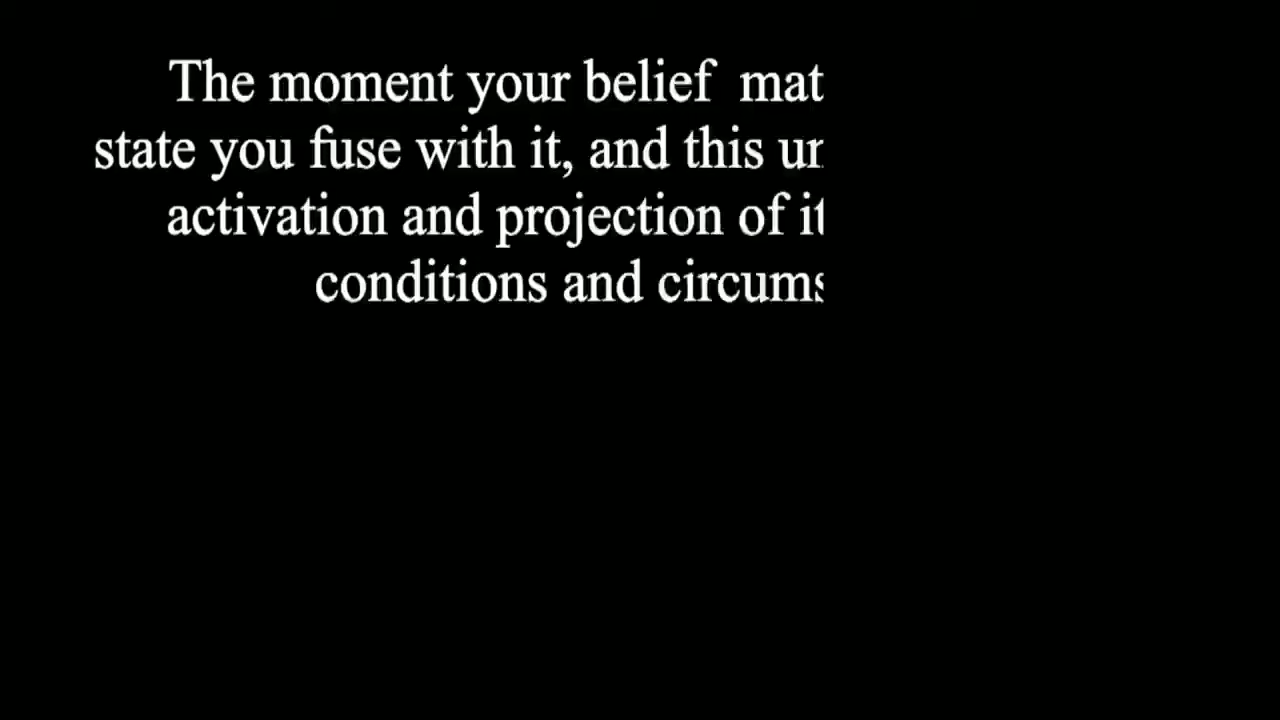 The moment your belief mat
state you fuse with it, and this un
activation and projection of it
conditions and circums